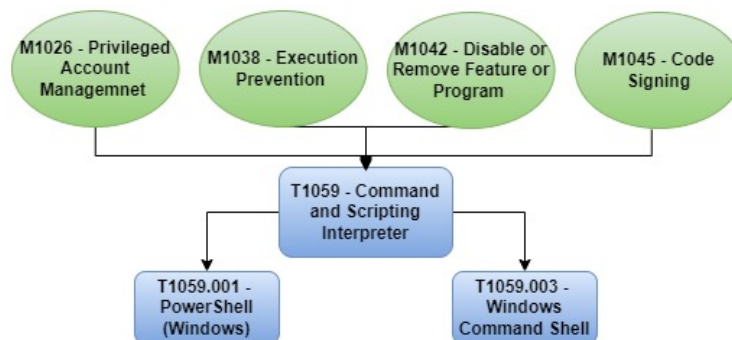 M1026 - Privileged
Account
Managemnet
M1038 - Execution
Prevention
M1042 - Disable or
Remove Feature or
Program
M1045 - Code
Signing
T1059 - Command
and Scripting
Interpreter
T1059.001 -
PowerShell
(Windows)
T1059.003 -
Windows
Command Shell